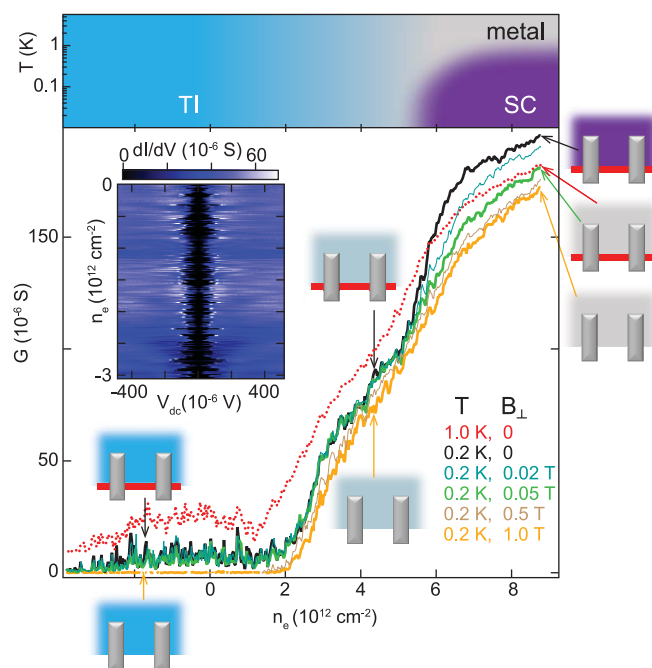 T (K)
1
0.1
metal
TI
SC
dI/dV (10⁻⁶ S)
0
60
n_e (10¹² cm⁻²)
0
-3
-400
400
V_dc (10⁻⁶ V)
G (10⁻⁶ S)
150
50
0
T B⊥
1.0 K, 0
0.2 K, 0
0.2 K, 0.02 T
0.2 K, 0.05 T
0.2 K, 0.5 T
0.2 K, 1.0 T
0 2 4 6 8
n_e [10¹² cm⁻²)